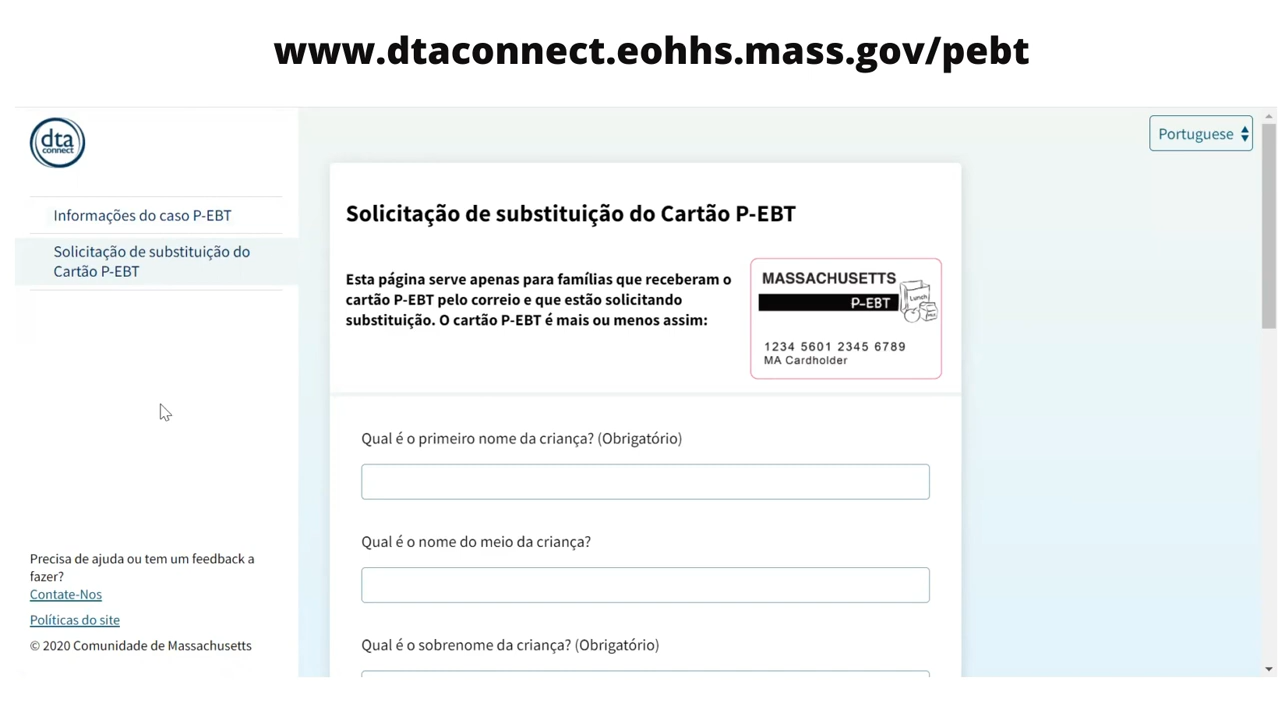 www.dtaconnect.eohhs.mass.gov/pebt
dta
connect
Portuguese
Informações do caso P-EBT
Solicitação de substituição do
Cartão P-EBT
Solicitação de substituição do Cartão P-EBT
Esta página serve apenas para famílias que receberam o
cartão P-EBT pelo correio e que estão solicitando
substituição. O cartão P-EBT é mais ou menos assim:
MASSACHUSETTS
P-EBT
Lunch
1234 5601 2345 6789
MA Cardholder
Qual é o primeiro nome da criança? (Obrigatório)
Qual é o nome do meio da criança?
Qual é o sobrenome da criança? (Obrigatório)
Precisa de ajuda ou tem um feedback a
fazer?
Contate-Nos
Políticas do site
© 2020 Comunidade de Massachusetts